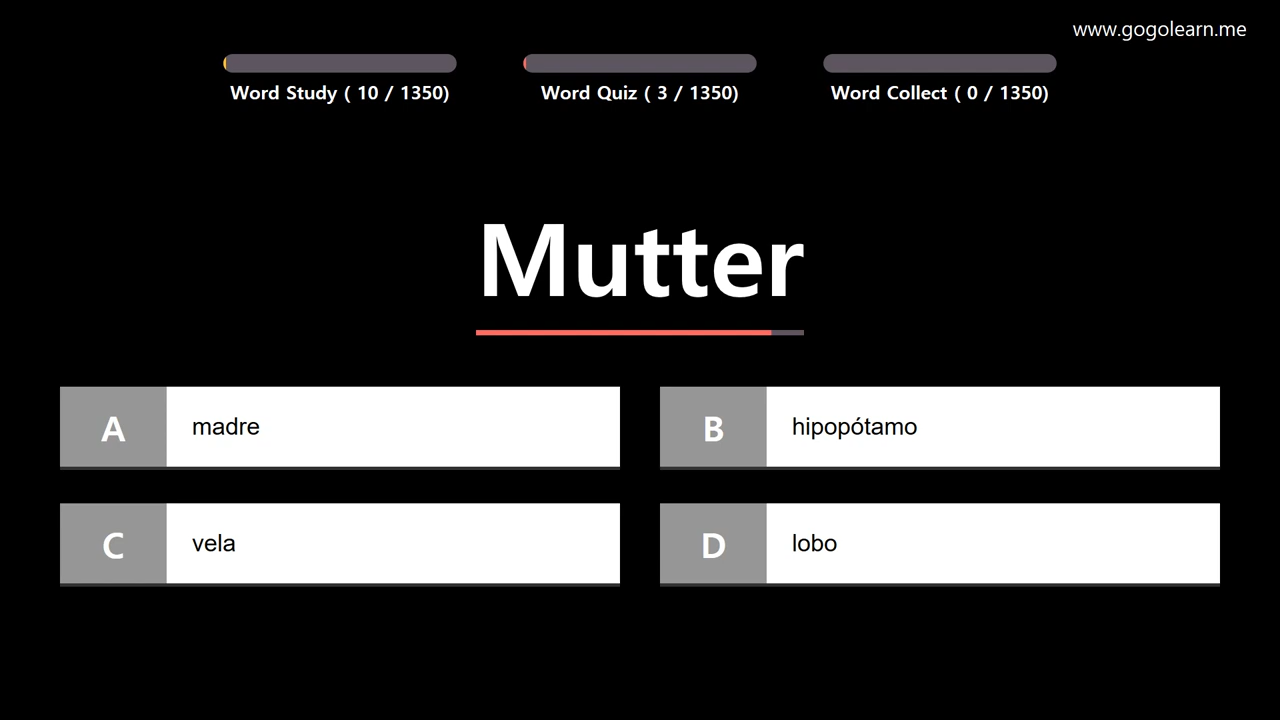 www.gogolearn.me
Word Study ( 10 / 1350)
Word Quiz ( 3 / 1350)
Word Collect ( 0 / 1350)
Mutter
A madre
B hipopótamo
C vela
D lobo